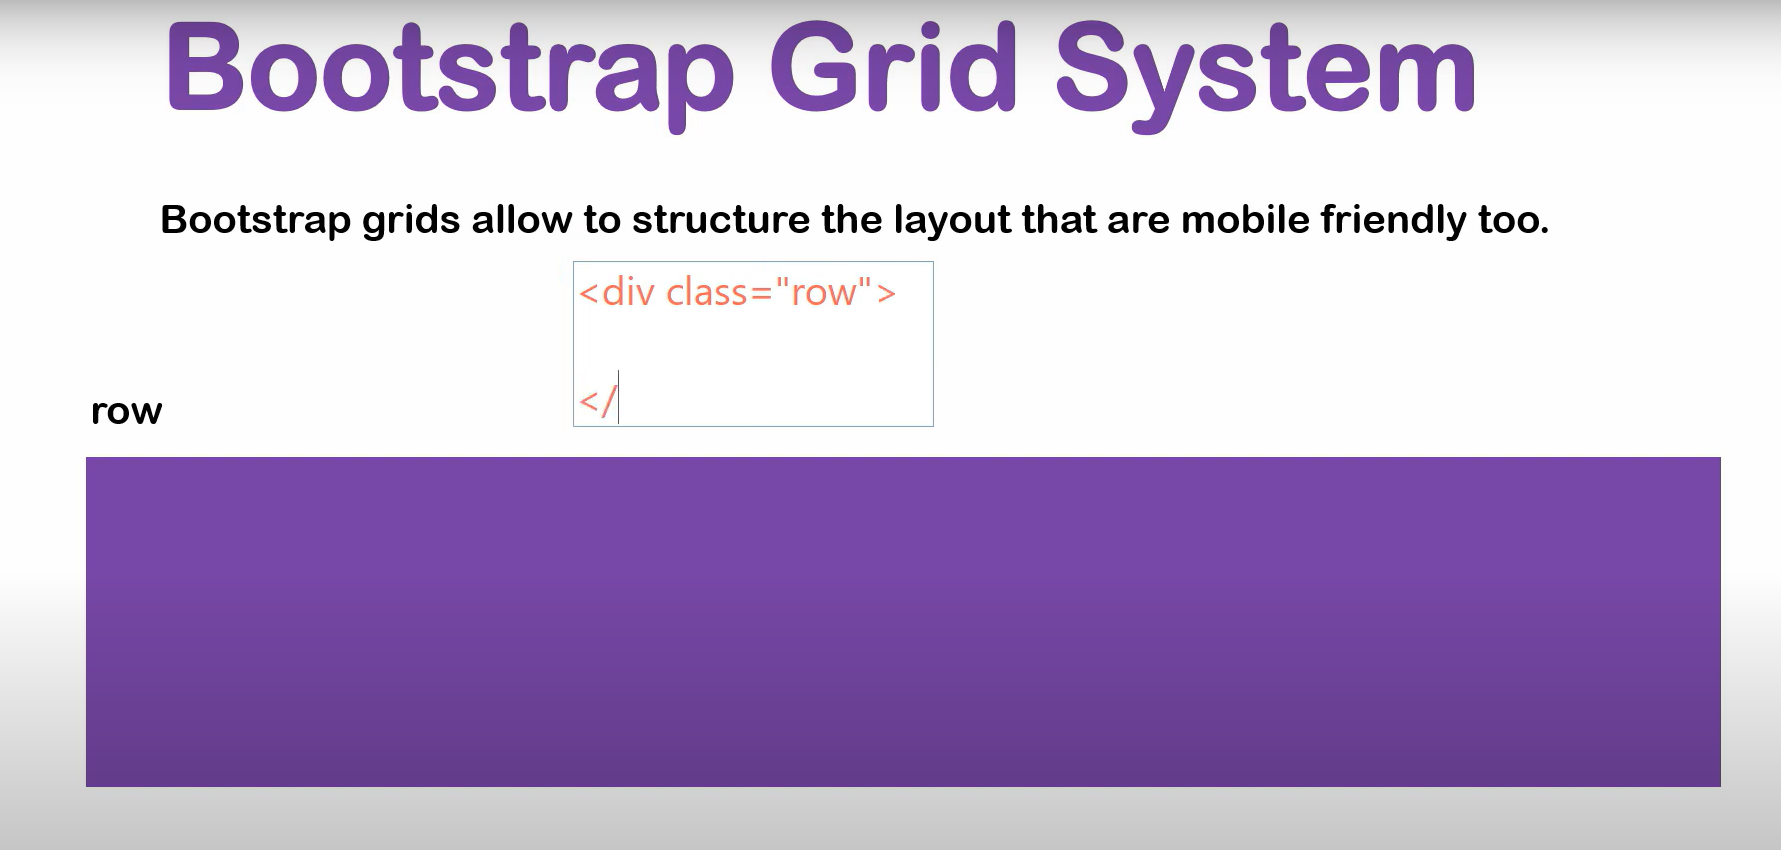 Bootstrap Grid System
Bootstrap grids allow to structure the layout that are mobile friendly too.
<div class="row">
</
row